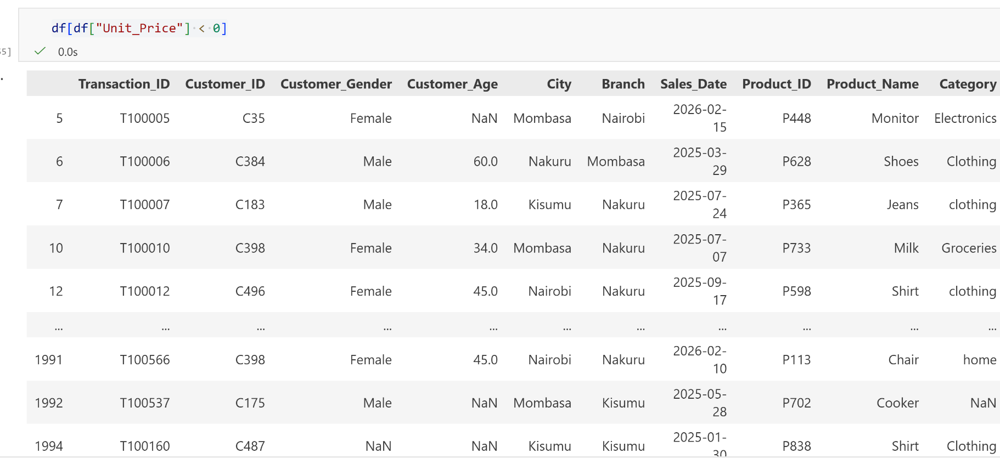 df[df["Unit_Price"] < 0]
5]
0.0s
Transaction_ID Customer_ID Customer_Gender Customer_Age City Branch Sales_Date Product_ID Product_Name Category
5 T100005 C35 Female NaN Mombasa Nairobi 2026-02-15 P448 Monitor Electronics
6 T100006 C384 Male 60.0 Nakuru Mombasa 2025-03-29 P628 Shoes Clothing
7 T100007 C183 Male 18.0 Kisumu Nakuru 2025-07-24 P365 Jeans clothing
10 T100010 C398 Female 34.0 Mombasa Nakuru 2025-07-07 P733 Milk Groceries
12 T100012 C496 Female 45.0 Nairobi Nakuru 2025-09-17 P598 Shirt clothing
... ... ... ... ... ... ... ... ... ... ...
1991 T100566 C398 Female 45.0 Nairobi Nakuru 2026-02-10 P113 Chair home
1992 T100537 C175 Male NaN Mombasa Kisumu 2025-05-28 P702 Cooker NaN
1994 T100160 C487 NaN NaN Kisumu Kisumu 2025-01-30 P838 Shirt Clothing